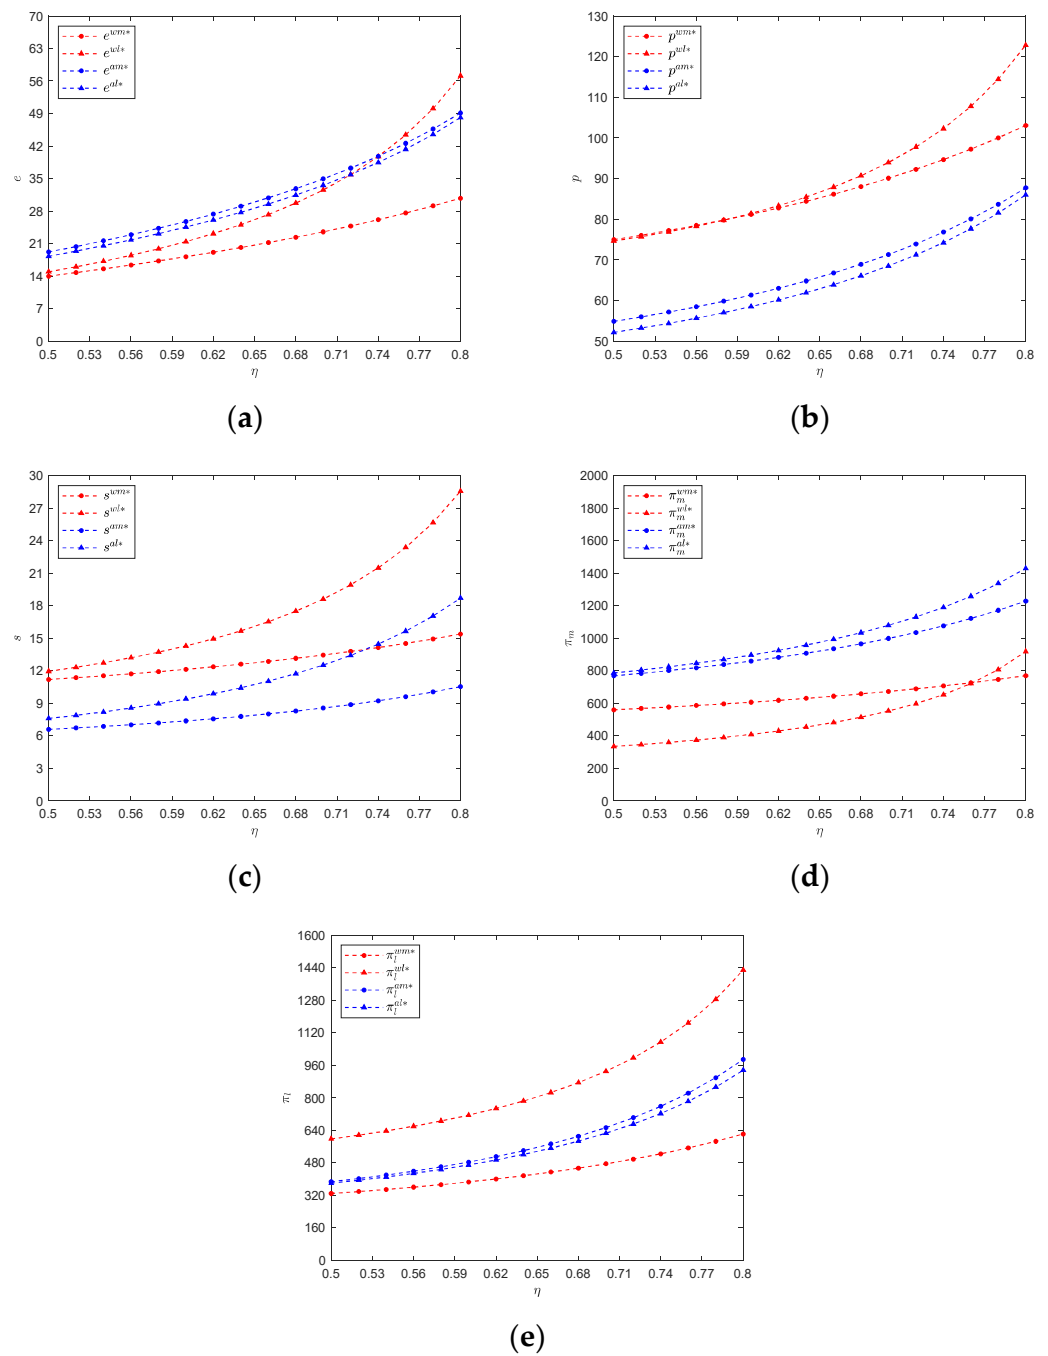 70
63
56
49
42
35
28
21
14
7
0
e
e^{wm*}
e^{wl*}
e^{am*}
e^{al*}
0.5 0.53 0.56 0.59 0.62 0.65 0.68 0.71 0.74 0.77 0.8
η
(a)
130
120
110
100
90
80
70
60
50
p
p^{wm*}
p^{wl*}
p^{am*}
p^{al*}
0.5 0.53 0.56 0.59 0.62 0.65 0.68 0.71 0.74 0.77 0.8
η
(b)
30
27
24
21
18
15
12
9
6
3
0
s
s^{wm*}
s^{wl*}
s^{am*}
s^{al*}
0.5 0.53 0.56 0.59 0.62 0.65 0.68 0.71 0.74 0.77 0.8
η
(c)
2000
1800
1600
1400
1200
1000
800
600
400
200
0
π_m
π_m^{wm*}
π_m^{wl*}
π_m^{am*}
π_m^{al*}
0.5 0.53 0.56 0.59 0.62 0.65 0.68 0.71 0.74 0.77 0.8
η
(d)
1600
1440
1280
1120
960
800
640
480
320
160
0
π_l
π_l^{wm*}
π_l^{wl*}
π_l^{am*}
π_l^{al*}
0.5 0.53 0.56 0.59 0.62 0.65 0.68 0.71 0.74 0.77 0.8
η
(e)